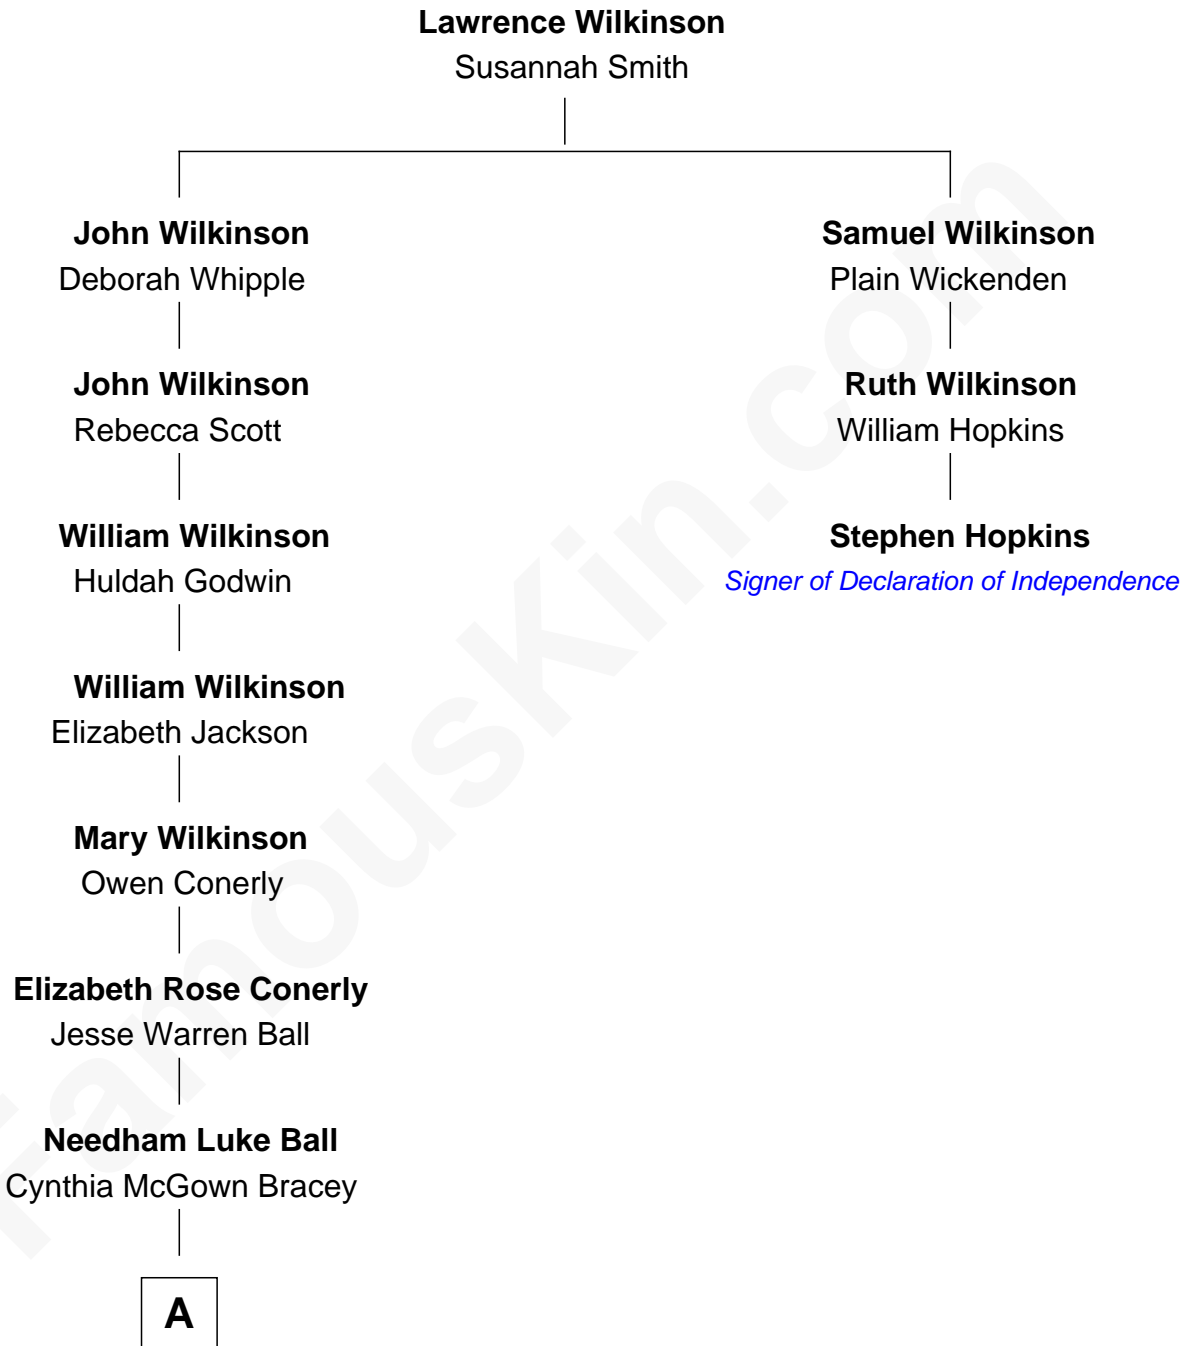 Lawrence Wilkinson
Susannah Smith
John Wilkinson
Deborah Whipple
Samuel Wilkinson
Plain Wickenden
John Wilkinson
Rebecca Scott
Ruth Wilkinson
William Hopkins
William Wilkinson
Huldah Godwin
Stephen Hopkins
Signer of Declaration of Independence
William Wilkinson
Elizabeth Jackson
Mary Wilkinson
Owen Conerly
Elizabeth Rose Conerly
Jesse Warren Ball
Needham Luke Ball
Cynthia McGown Bracey
A
FamousKin.com